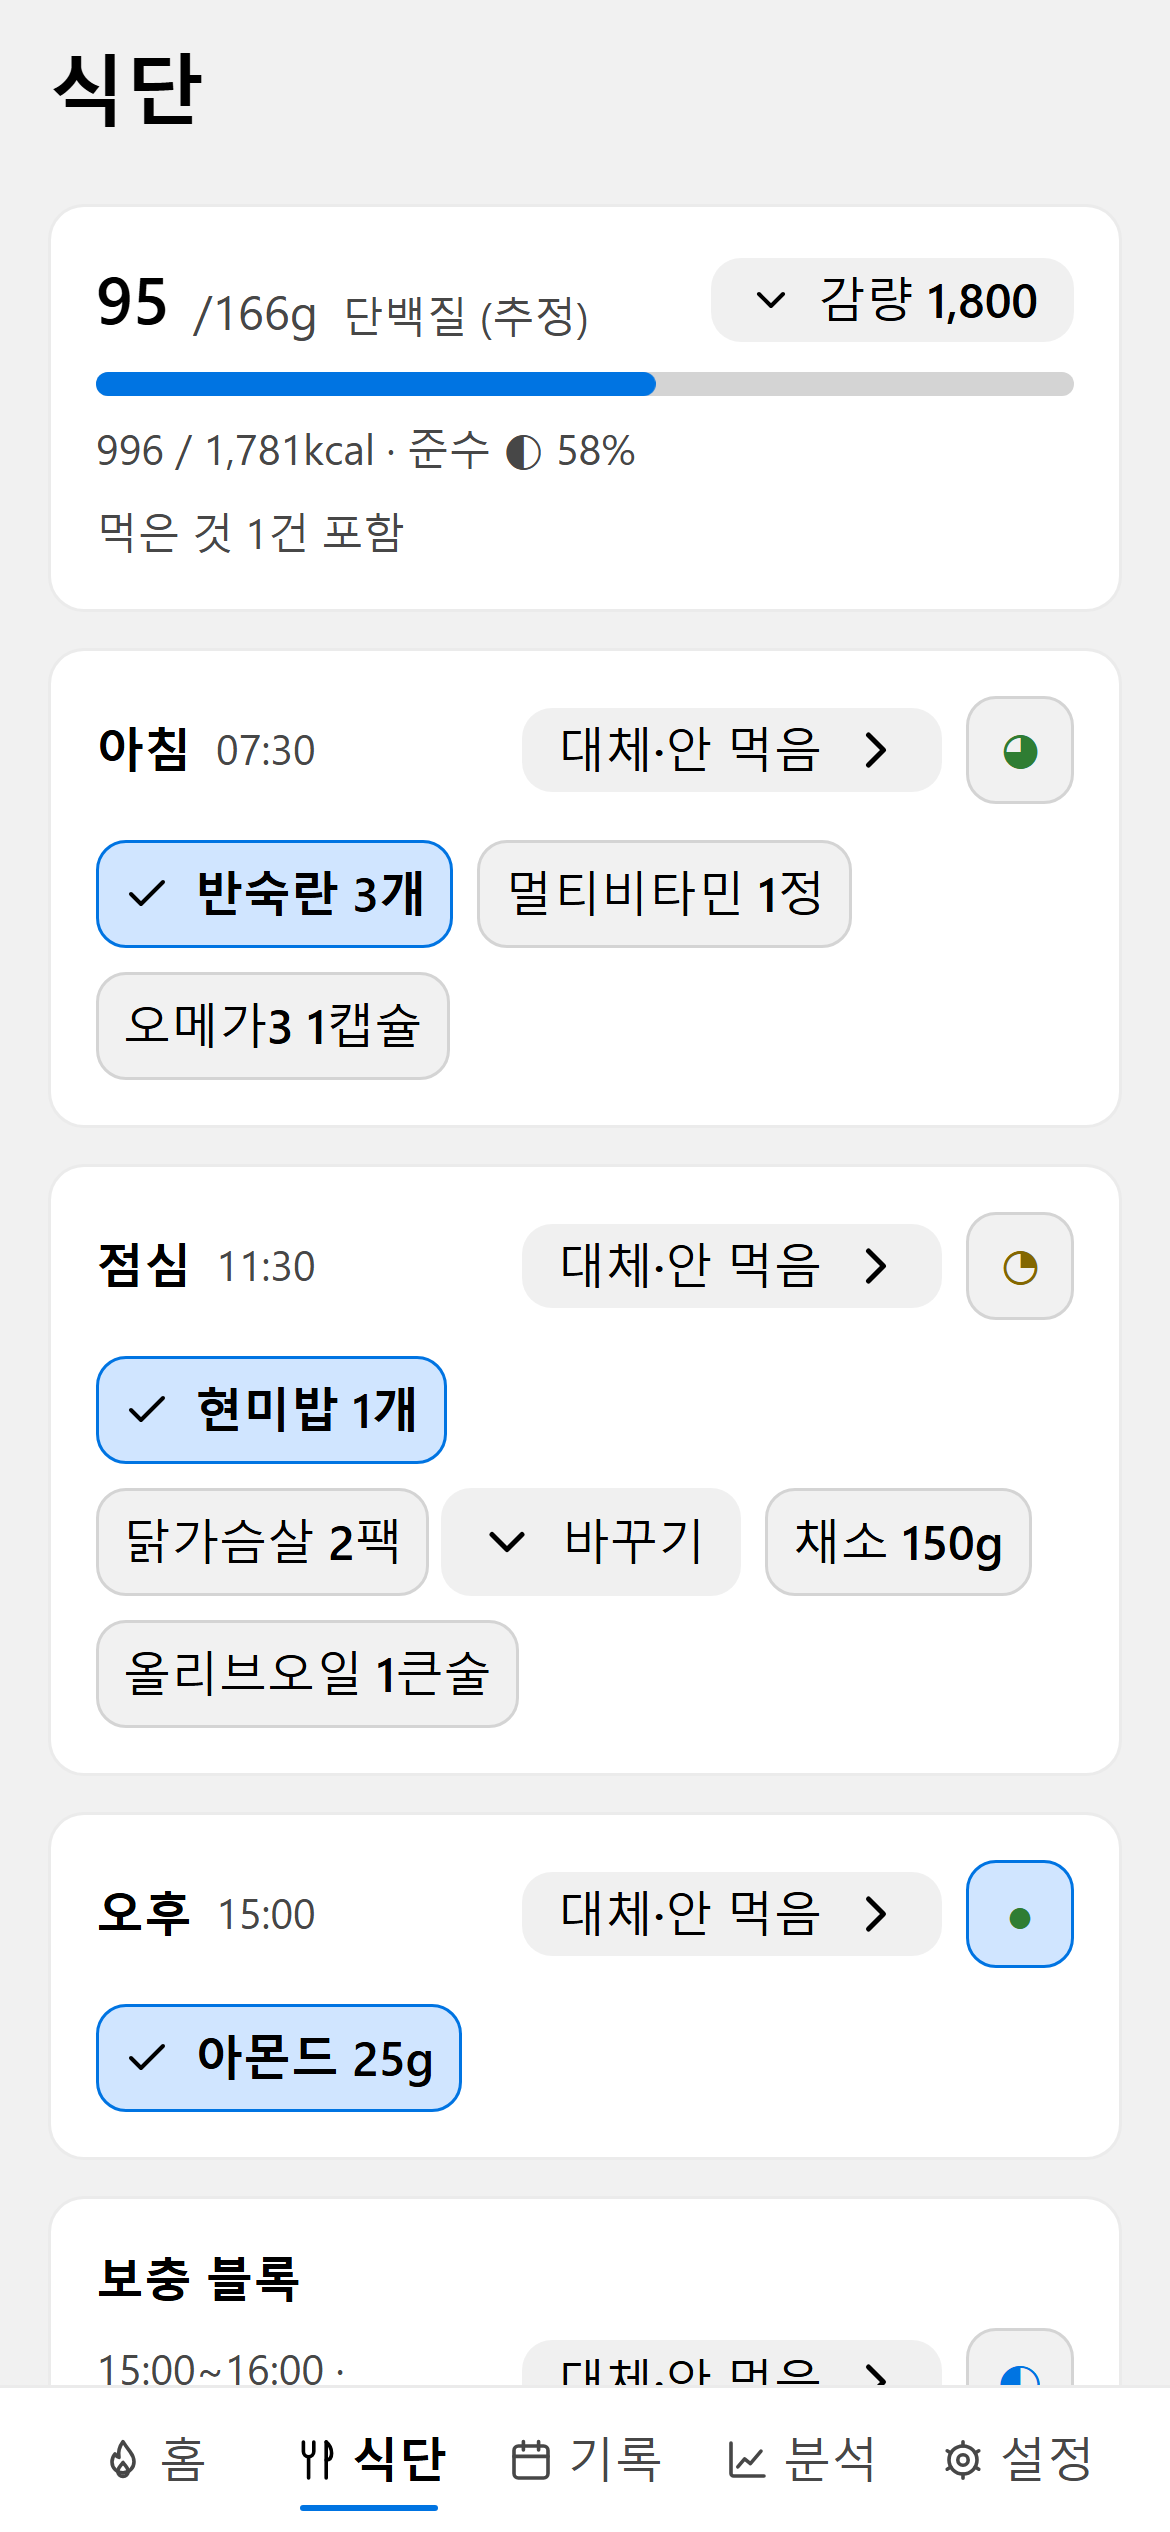 식단
95 /166g 단백질 (추정) 감량 1,800
996 / 1,781kcal · 준수 ◐ 58%
먹은 것 1건 포함
아침 07:30 대체·안 먹음
반숙란 3개 멀티비타민 1정
오메가3 1캡슐
점심 11:30 대체·안 먹음
현미밥 1개
닭가슴살 2팩 바꾸기 채소 150g
올리브오일 1큰술
오후 15:00 대체·안 먹음
아몬드 25g
보충 블록
15:00~16:00 · 대체·안 먹음
홈 식단 기록 분석 설정